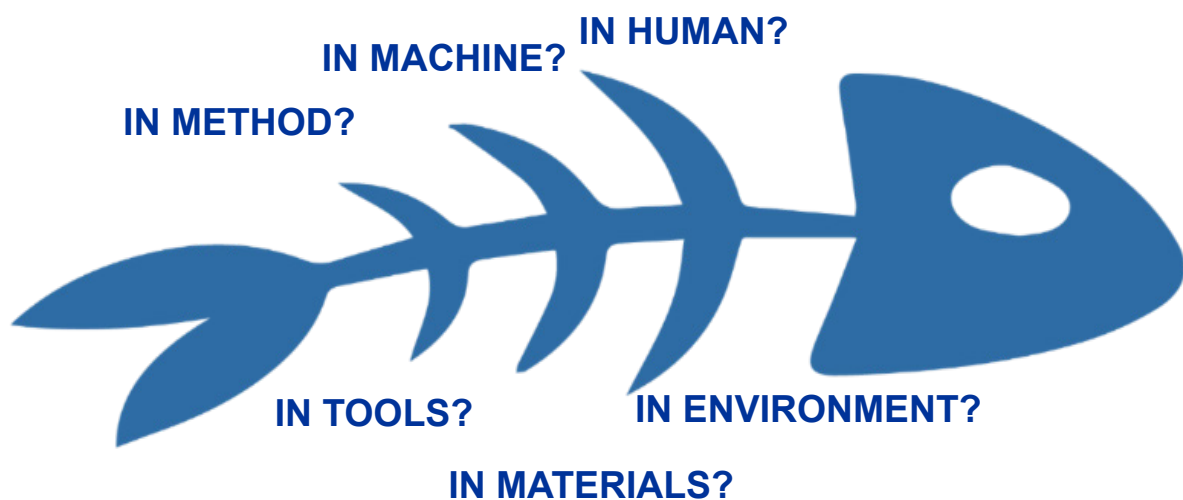 IN HUMAN?
IN MACHINE?
IN METHOD?
IN TOOLS?
IN ENVIRONMENT?
IN MATERIALS?